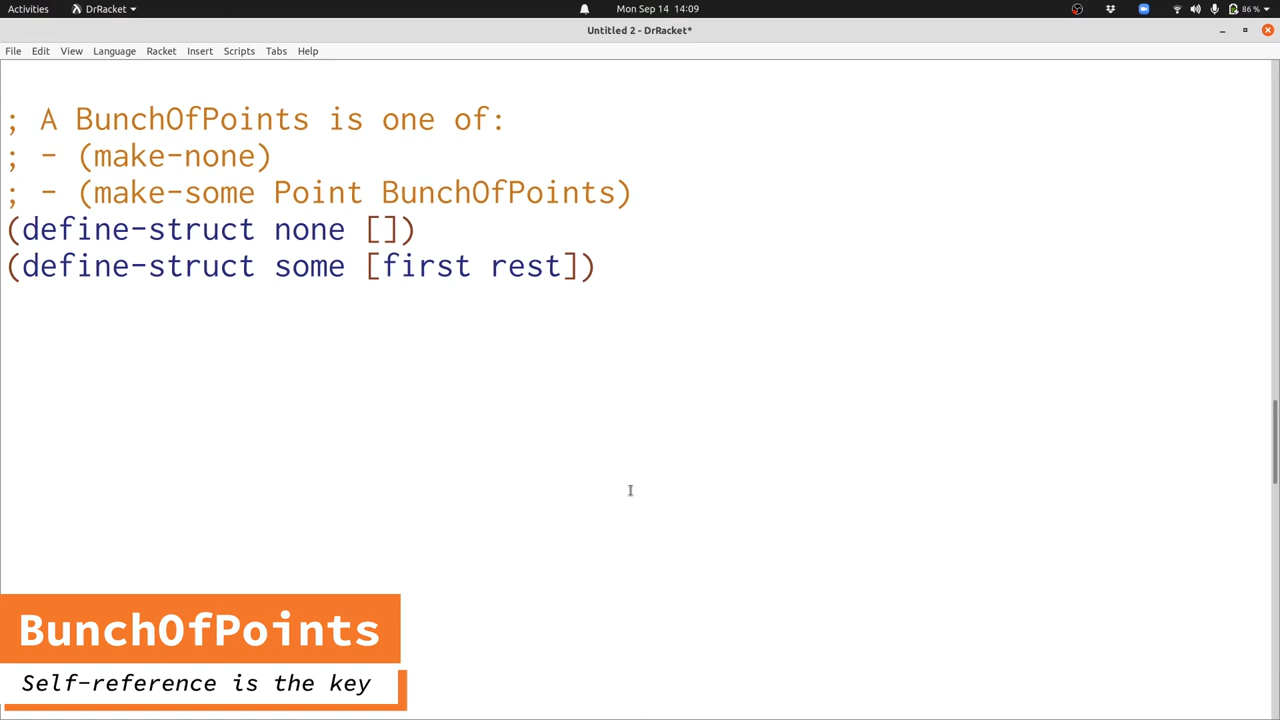 Activities DrRacket Mon Sep 14 14:09 86 %
Untitled 2 - DrRacket*
File Edit View Language Racket Insert Scripts Tabs Help
; A BunchOfPoints is one of:
; - (make-none)
; - (make-some Point BunchOfPoints)
(define-struct none [])
(define-struct some [first rest])
BunchOfPoints
Self-reference is the key